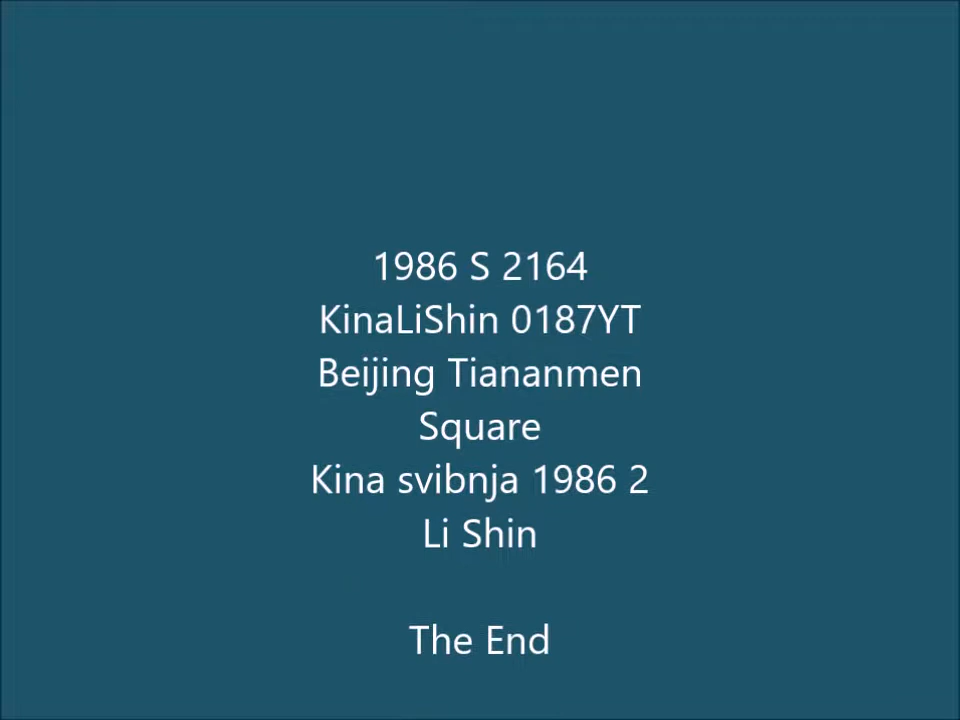 1986 S 2164
KinaLiShin 0187YT
Beijing Tiananmen
Square
Kina svibnja 1986 2
Li Shin
The End